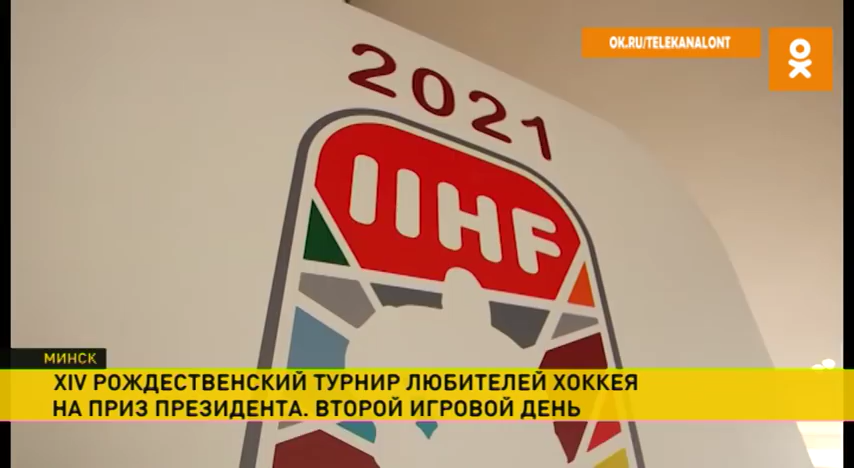 OK.RU/TELEKANALONT
2021
IIHF
МИНСК
XIV РОЖДЕСТВЕНСКИЙ ТУРНИР ЛЮБИТЕЛЕЙ ХОККЕЯ
НА ПРИЗ ПРЕЗИДЕНТА. ВТОРОЙ ИГРОВОЙ ДЕНЬ